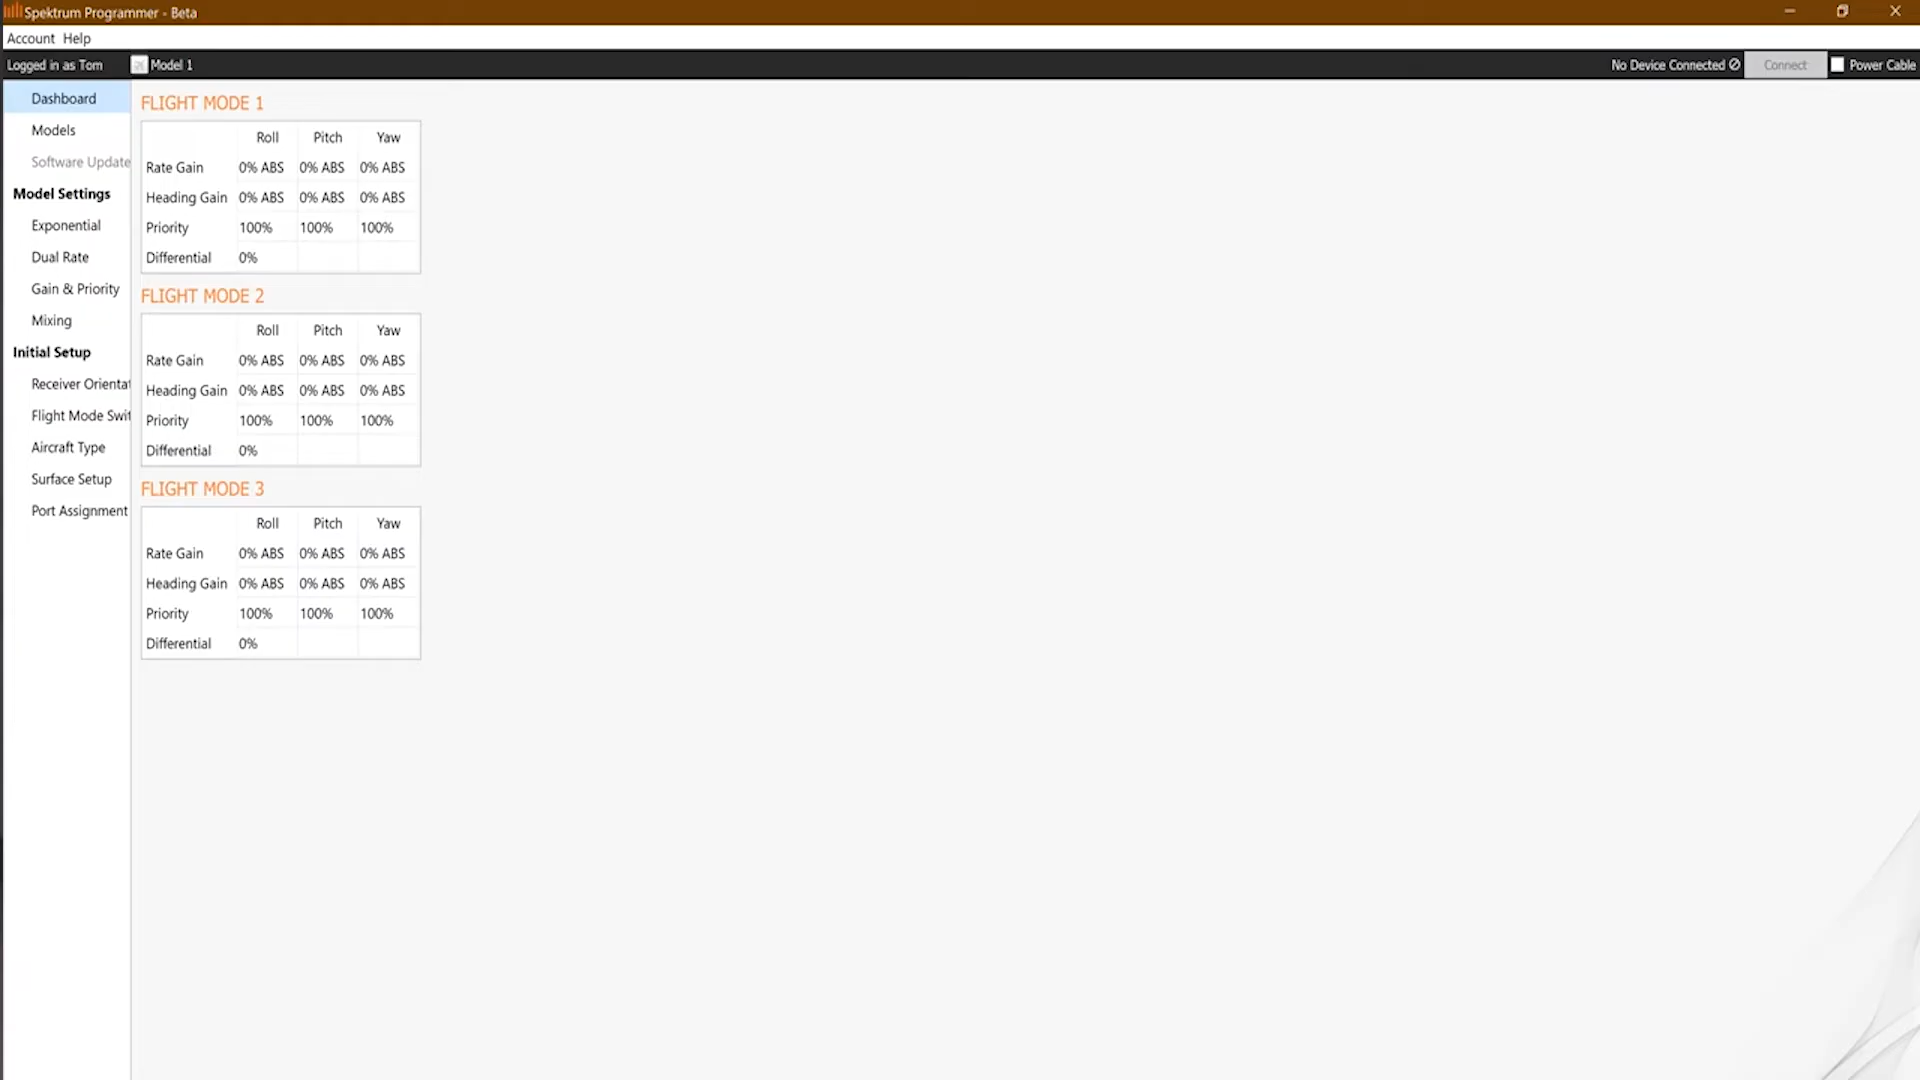 Spektrum Programmer - Beta
Account Help
Logged in as Tom Model 1 No Device Connected Connect Power Cable
Dashboard
Models
Software Update
Model Settings
Exponential
Dual Rate
Gain & Priority
Mixing
Initial Setup
Receiver Orientat
Flight Mode Swit
Aircraft Type
Surface Setup
Port Assignment
FLIGHT MODE 1
Roll Pitch Yaw
Rate Gain 0% ABS 0% ABS 0% ABS
Heading Gain 0% ABS 0% ABS 0% ABS
Priority 100% 100% 100%
Differential 0%
FLIGHT MODE 2
Roll Pitch Yaw
Rate Gain 0% ABS 0% ABS 0% ABS
Heading Gain 0% ABS 0% ABS 0% ABS
Priority 100% 100% 100%
Differential 0%
FLIGHT MODE 3
Roll Pitch Yaw
Rate Gain 0% ABS 0% ABS 0% ABS
Heading Gain 0% ABS 0% ABS 0% ABS
Priority 100% 100% 100%
Differential 0%